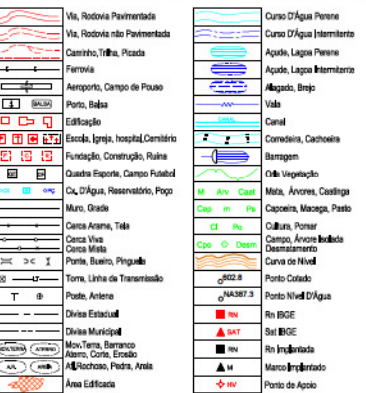 Via, Rodovia Pavimentada
Via, Rodovia não Pavimentada
Caminho,Trilha, Picada
Ferrovia
Aeroporto, Campo de Pouso
BALSA
Porto, Balsa
Edificação
Escola, Igreja, hospital,Cemitério
Fundação, Construção, Ruína
Quadra Esporte, Campo Futebol
Cx. D'Água, Reservatório, Poço
Muro, Grade
Cerca Arame, Tela
Cerca Viva
Cerca Mista
Ponte, Bueiro, Pinguela
LT
Torre, Linha de Transmissão
T
Poste, Antena
Divisa Estadual
Divisa Municipal
Mov.Terra, Barranco
Aterro, Corte, Erosão
AREIA
Afl.Rochoso, Pedra, Areia
Área Edificada
Curso D'Água Perene
Curso D'Água Intermitente
Açude, Lagoa Perene
Açude, Lagoa Intermitente
Alagado, Brejo
Vala
CANAL
Canal
Corredeira, Cachoeira
Barragem
Orla Vegetação
M Arv Caat
Mata, Árvores, Caatinga
Cap m Ps
Capoeira, Macega, Pasto
Cl Po
Cultura, Pomar
Cpo Desm
Campo, Árvore Isolada
Desmatamento
Curva de Nível
602.8
Ponto Cotado
NA387.3
Ponto Nível D'Água
RN
Rn IBGE
SAT
Sat IBGE
RN
Rn Implantada
M
Marco Implantado
HV
Ponto de Apoio